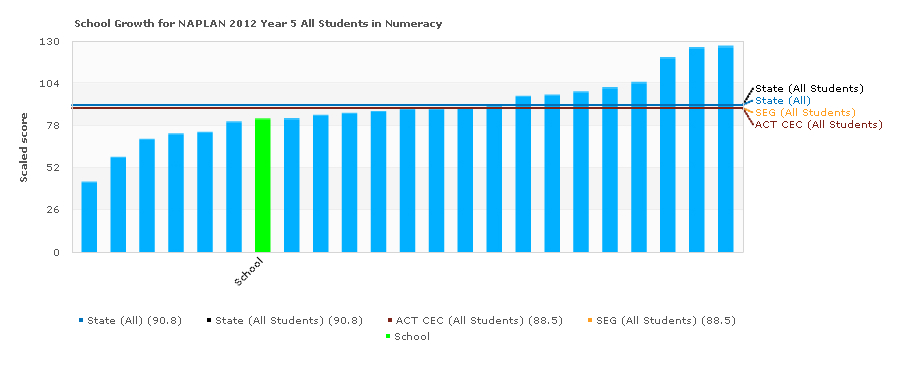 School Growth for NAPLAN 2012 Year 5 All Students in Numeracy
130
104
78
52
26
0
Scaled score
State (All Students)
State (All)
SEG (All Students)
ACT CEC (All Students)
School
State (All) (90.8) State (All Students) (90.8) ACT CEC (All Students) (88.5) SEG (All Students) (88.5)
School